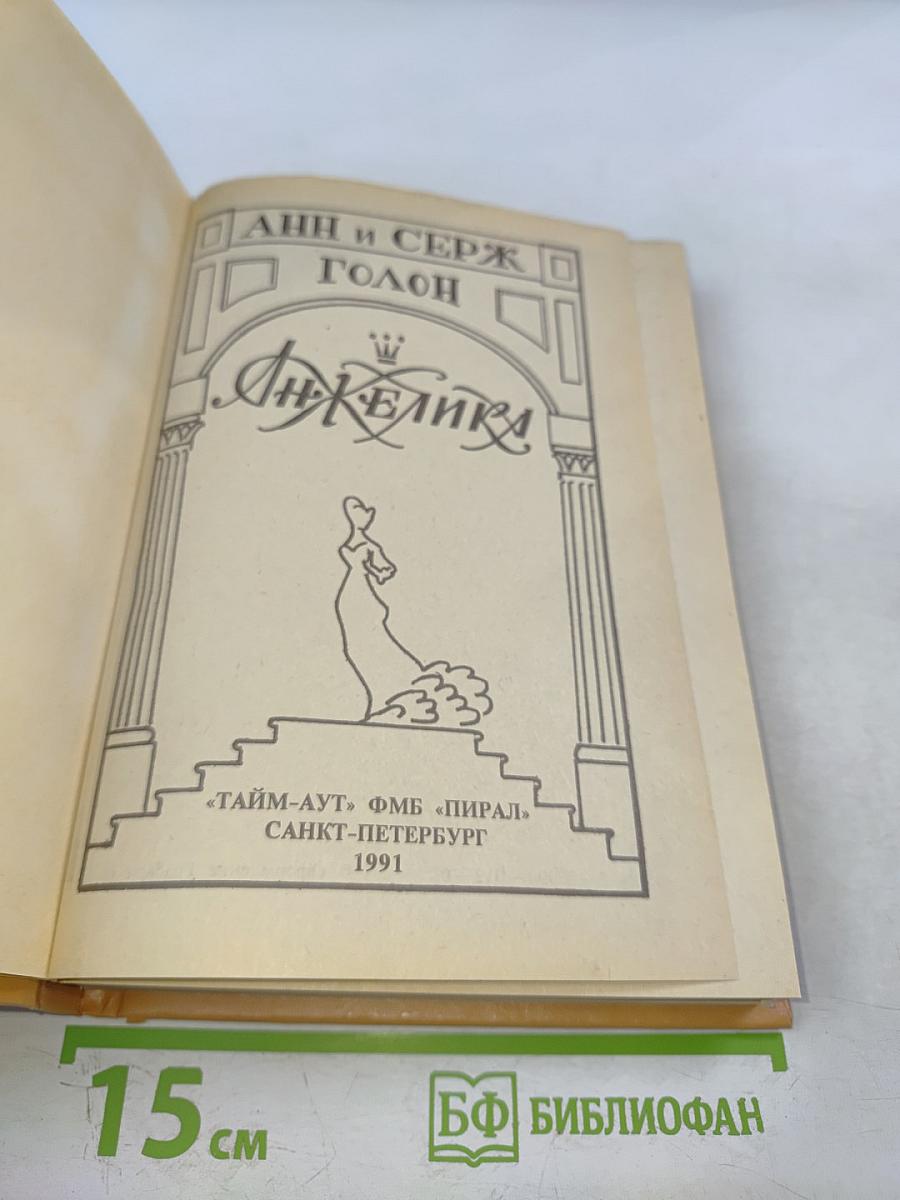 АНН и СЕРЖ
ГОЛОН
АНЖЕЛИКА
«ТАЙМ-АУТ» ФМБ «ПИРАЛ»
САНКТ-ПЕТЕРБУРГ
1991
15 см
БФ БИБЛИОФАН